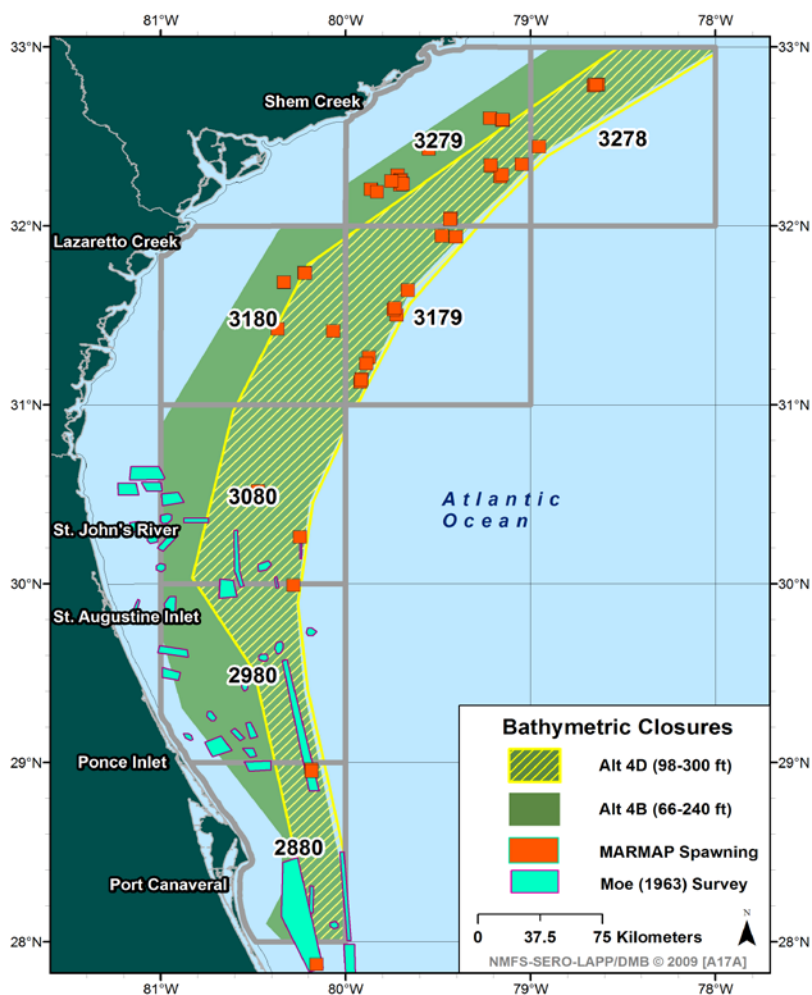 81°W 80°W 79°W 78°W
33°N 33°N
Shem Creek
3279 3278
32°N 32°N
Lazaretto Creek
3180 3179
31°N 31°N
3080
Atlantic
Ocean
St. John's River
30°N 30°N
St. Augustine Inlet
2980
29°N
Ponce Inlet
2880
Port Canaveral
28°N
Bathymetric Closures
Alt 4D (98-300 ft)
Alt 4B (66-240 ft)
MARMAP Spawning
Moe (1963) Survey
N
0 37.5 75 Kilometers
NMFS-SERO-LAPP/DMB © 2009 [A17A]
29°N
28°N
81°W 80°W 79°W 78°W